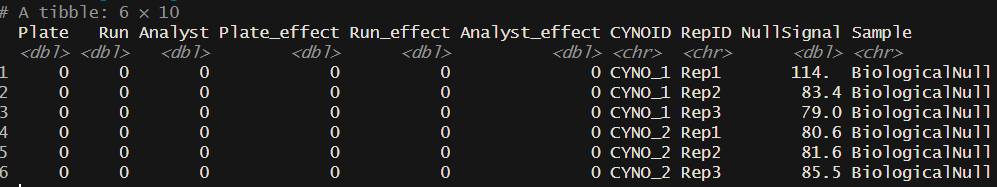 # A tibble: 6 × 10
Plate Run Analyst Plate_effect Run_effect Analyst_effect CYNOID RepID NullSignal Sample
<dbl> <dbl> <dbl> <dbl> <dbl> <dbl> <chr> <chr> <dbl> <chr>
1 0 0 0 0 0 0 CYNO_1 Rep1 114. BiologicalNull
2 0 0 0 0 0 0 CYNO_1 Rep2 83.4 BiologicalNull
3 0 0 0 0 0 0 CYNO_1 Rep3 79.0 BiologicalNull
4 0 0 0 0 0 0 CYNO_2 Rep1 80.6 BiologicalNull
5 0 0 0 0 0 0 CYNO_2 Rep2 81.6 BiologicalNull
6 0 0 0 0 0 0 CYNO_2 Rep3 85.5 BiologicalNull